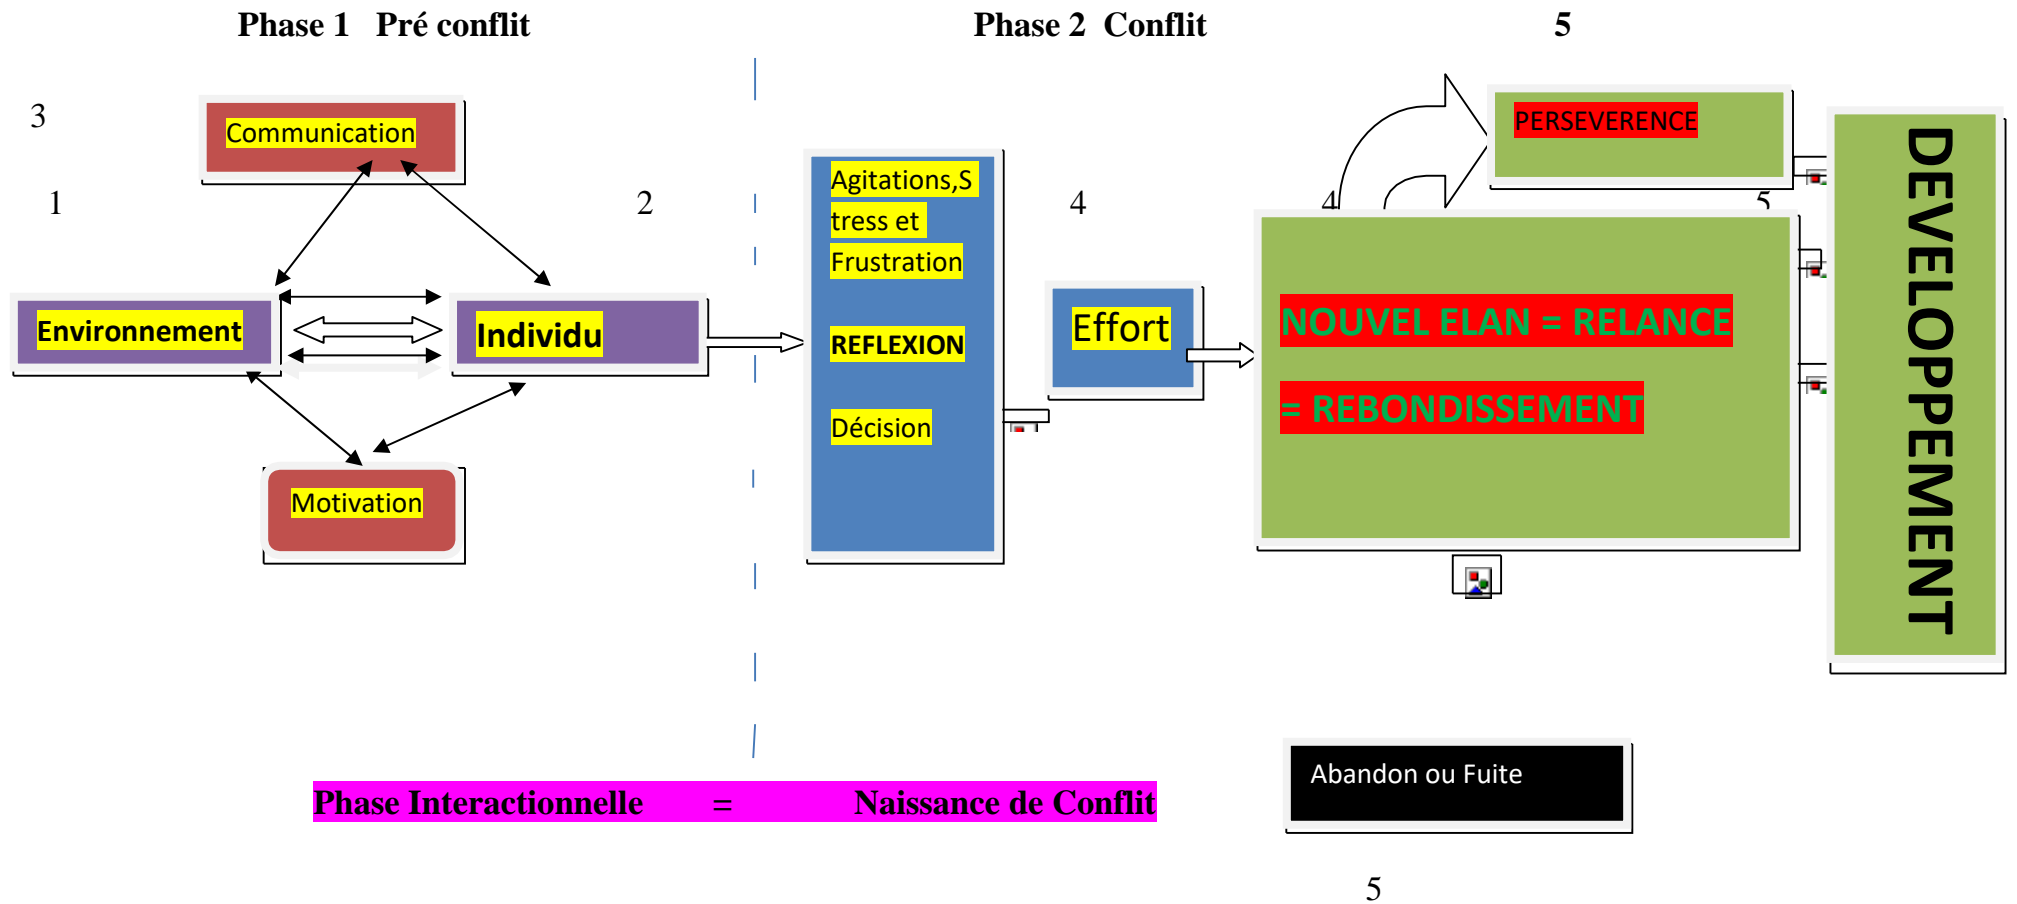 Phase 1 Pré conflit
Phase 2 Conflit
5
3
Communication
PERSEVERENCE
1
2
4
4
5
Environnement
Individu
Motivation
Agitations,S
tress et
Frustration
REFLEXION
Décision
Effort
NOUVEL ELAN = RELANCE
= REBONDISSEMENT
DEVELOPPEMENT
Abandon ou Fuite
Phase Interactionnelle = Naissance de Conflit
5